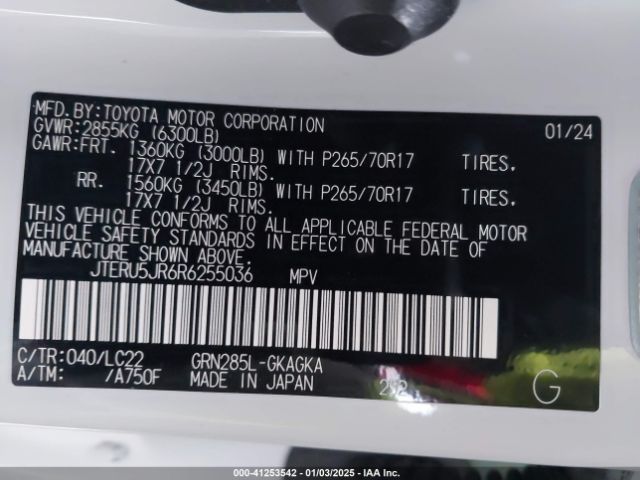 MFD.BY:TOYOTA MOTOR CORPORATION 01/24
GVWR:2855KG (6300LB)
GAWR:FRT. 1360KG (3000LB) WITH P265/70R17 TIRES.
17X7 1/2J RIMS.
RR. 1560KG (3450LB) WITH P265/70R17 TIRES.
17X7 1/2J RIMS.
THIS VEHICLE CONFORMS TO ALL APPLICABLE FEDERAL MOTOR
VEHICLE SAFETY STANDARDS IN EFFECT ON THE DATE OF
MANUFACTURE SHOWN ABOVE.
JTERU5JR6R6255036 MPV
C/TR:040/LC22 GRN285L-GKAGKA
A/TM: /A750F MADE IN JAPAN G
000-41253542 - 01/03/2025 - IAA Inc.